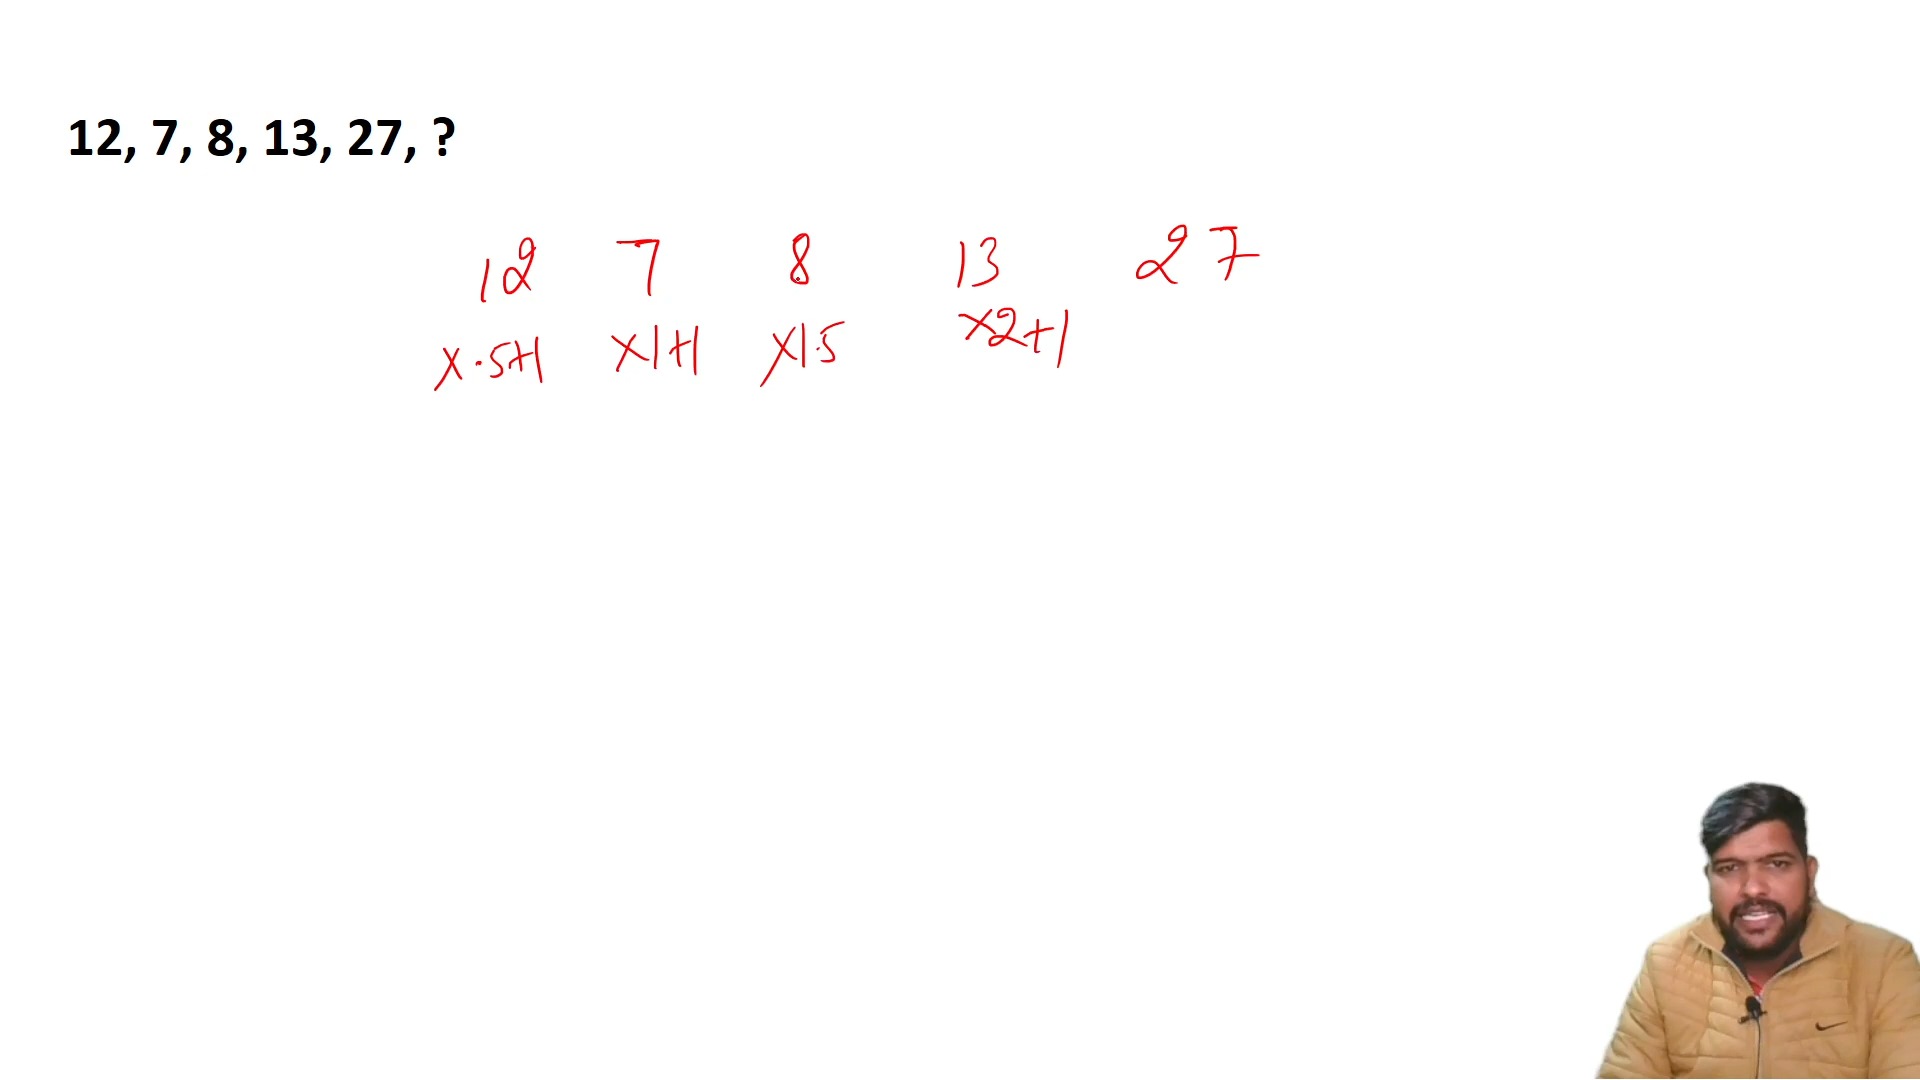 12, 7, 8, 13, 27, ?
12 7 8 13 27
x.5+1 x1+1 x1.5 x2+1